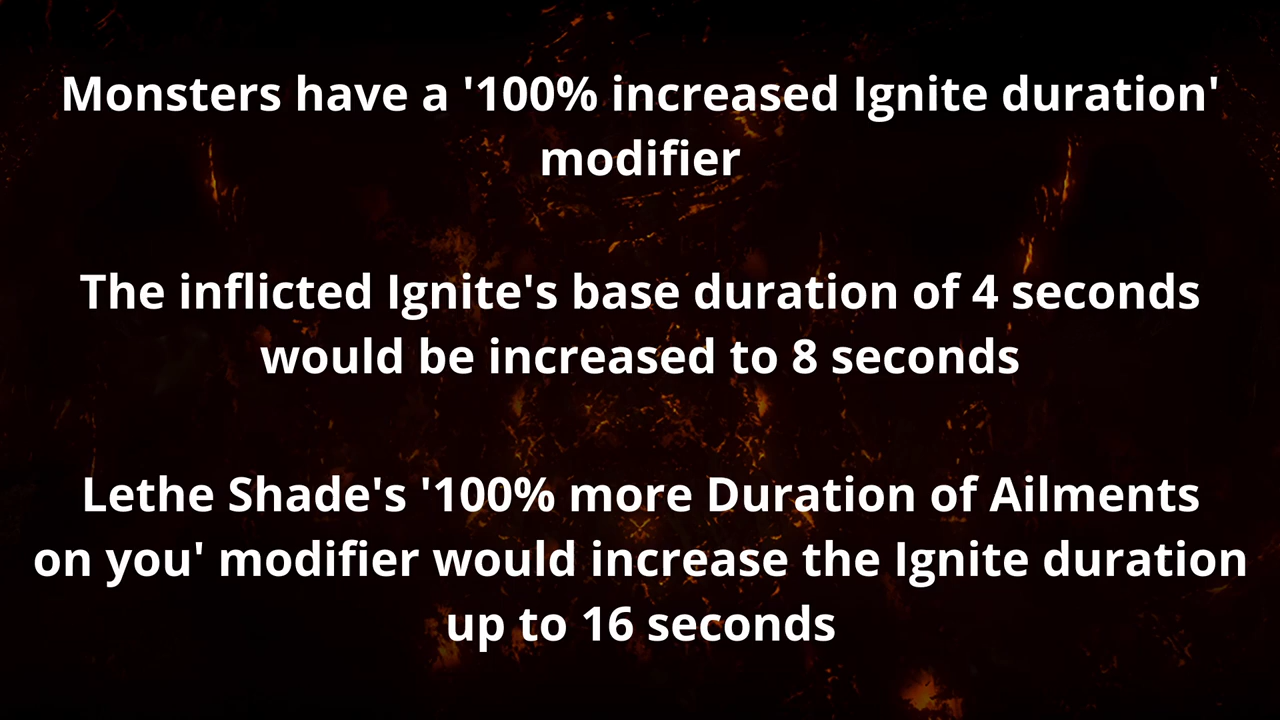 Monsters have a '100% increased Ignite duration'
modifier
The inflicted Ignite's base duration of 4 seconds
would be increased to 8 seconds
Lethe Shade's '100% more Duration of Ailments
on you' modifier would increase the Ignite duration
up to 16 seconds